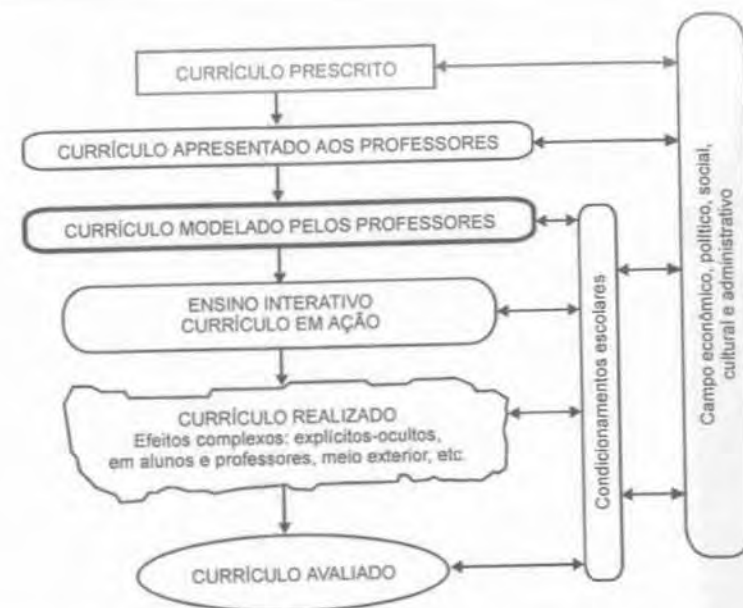 CURRÍCULO PRESCRITO
CURRÍCULO APRESENTADO AOS PROFESSORES
CURRÍCULO MODELADO PELOS PROFESSORES
ENSINO INTERATIVO
CURRÍCULO EM AÇÃO
CURRÍCULO REALIZADO
Efeitos complexos: explícitos-ocultos,
em alunos e professores, meio exterior, etc.
CURRÍCULO AVALIADO
Condicionamentos escolares
Campo econômico, político, social,
cultural e administrativo